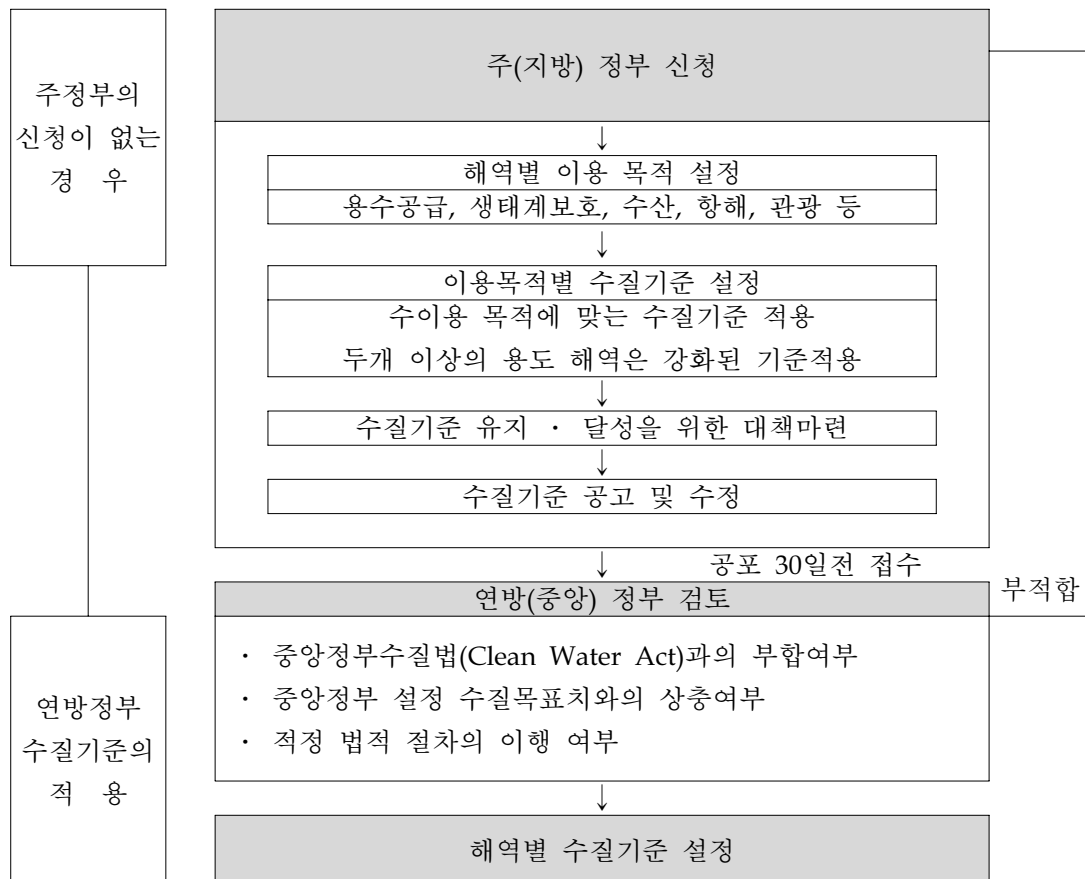 주정부의
신청이 없는
경 우
주(지방) 정부 신청
↓
해역별 이용 목적 설정
용수공급, 생태계보호, 수산, 항해, 관광 등
↓
이용목적별 수질기준 설정
수이용 목적에 맞는 수질기준 적용
두개 이상의 용도 해역은 강화된 기준적용
↓
수질기준 유지 · 달성을 위한 대책마련
↓
수질기준 공고 및 수정
↓ 공포 30일전 접수
연방(중앙) 정부 검토
부적합
· 중앙정부수질법(Clean Water Act)과의 부합여부
· 중앙정부 설정 수질목표치와의 상충여부
· 적정 법적 절차의 이행 여부
↓
해역별 수질기준 설정
연방정부
수질기준의
적 용